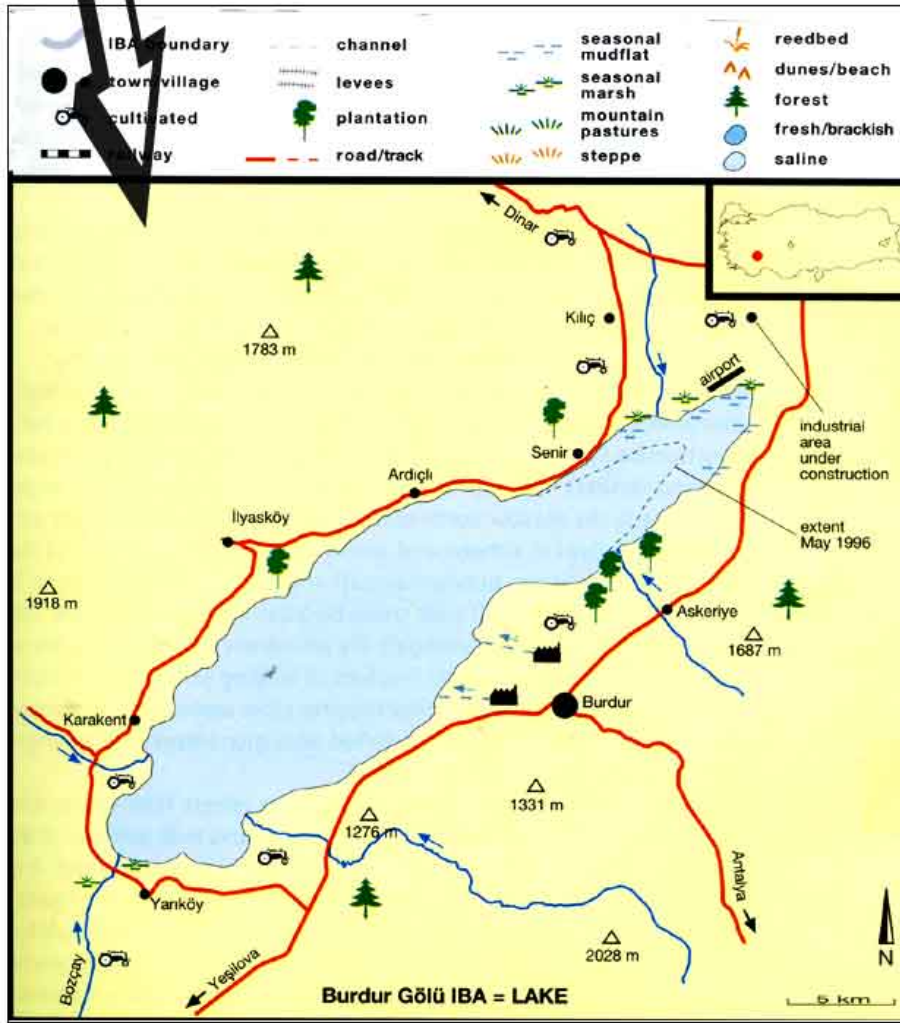 IBA boundary
town/village
cultivated
railway
channel
levees
plantation
road/track
seasonal
mudflat
seasonal
marsh
mountain
pastures
steppe
reedbed
dunes/beach
forest
fresh/brackish
saline
Dinar
Kılıç
1783 m
airport
industrial
area
under
construction
Senir
Ardıçlı
İlyasköy
extent
May 1996
1918 m
Askeriye
1687 m
Burdur
Karakent
1331 m
1276 m
Antalya
Yarıköy
2028 m
Bozçay
Yeşilova
N
Burdur Gölü IBA = LAKE
5 km